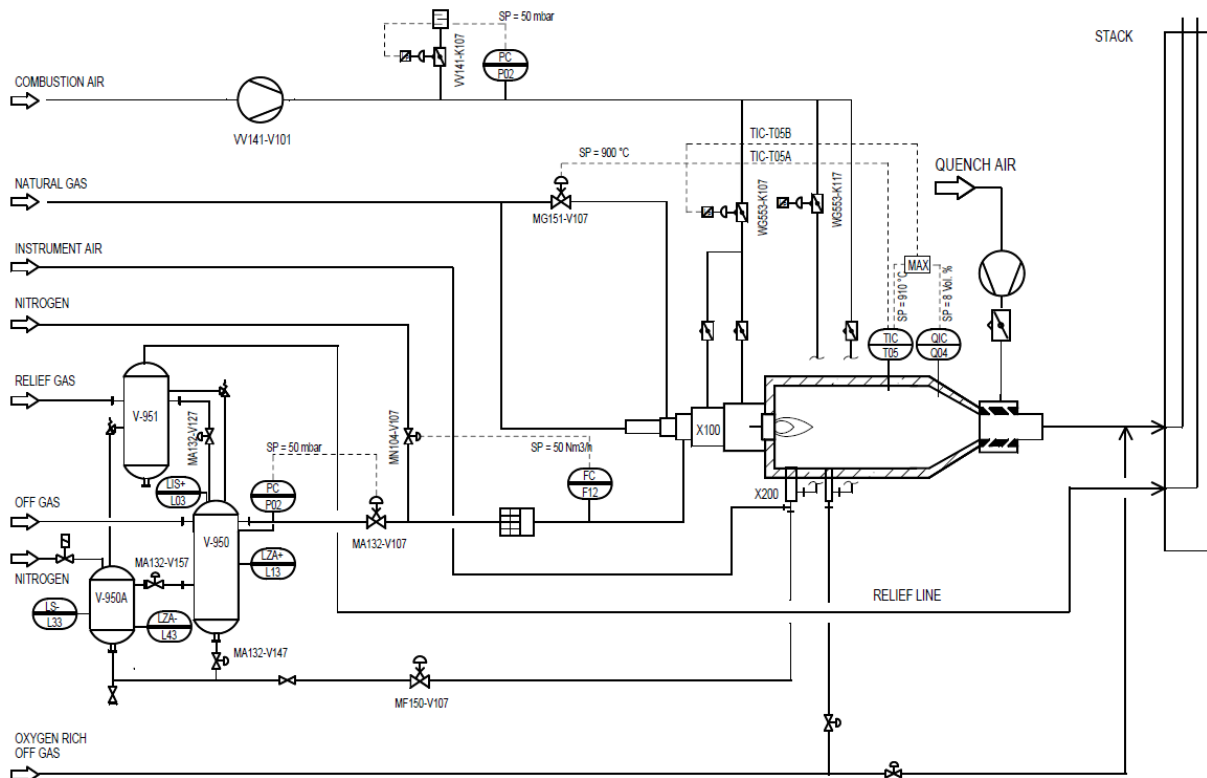 SP = 50 mbar
STACK
PC
P02
VV141-K107
COMBUSTION AIR
VV141-V101
TIC-T05B
SP = 900 °C
TIC-T05A
QUENCH AIR
NATURAL GAS
MG151-V107
WG553-K107
WG553-K117
INSTRUMENT AIR
MAX
SP = 910 °C
SP = 8 Vol. %
NITROGEN
TIC
T05
QIC
Q04
RELIEF GAS
V-951
MA132-V127
MN104-V107
X100
SP = 50 mbar
SP = 50 Nm3/h
LIS+
L03
PC
P02
FC
F12
X200
OFF GAS
V-950
MA132-V107
MA132-V157
LZA+
L13
NITROGEN
V-950A
RELIEF LINE
LS-
L33
LZA-
L43
MA132-V147
MF150-V107
OXYGEN RICH
OFF GAS